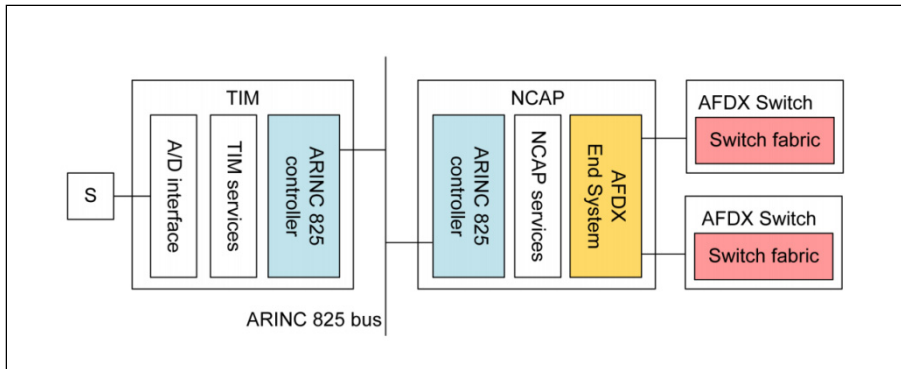 S
TIM
A/D interface
TIM services
ARINC 825
controller
ARINC 825 bus
NCAP
ARINC 825
controller
NCAP services
AFDX
End System
AFDX Switch
Switch fabric
AFDX Switch
Switch fabric